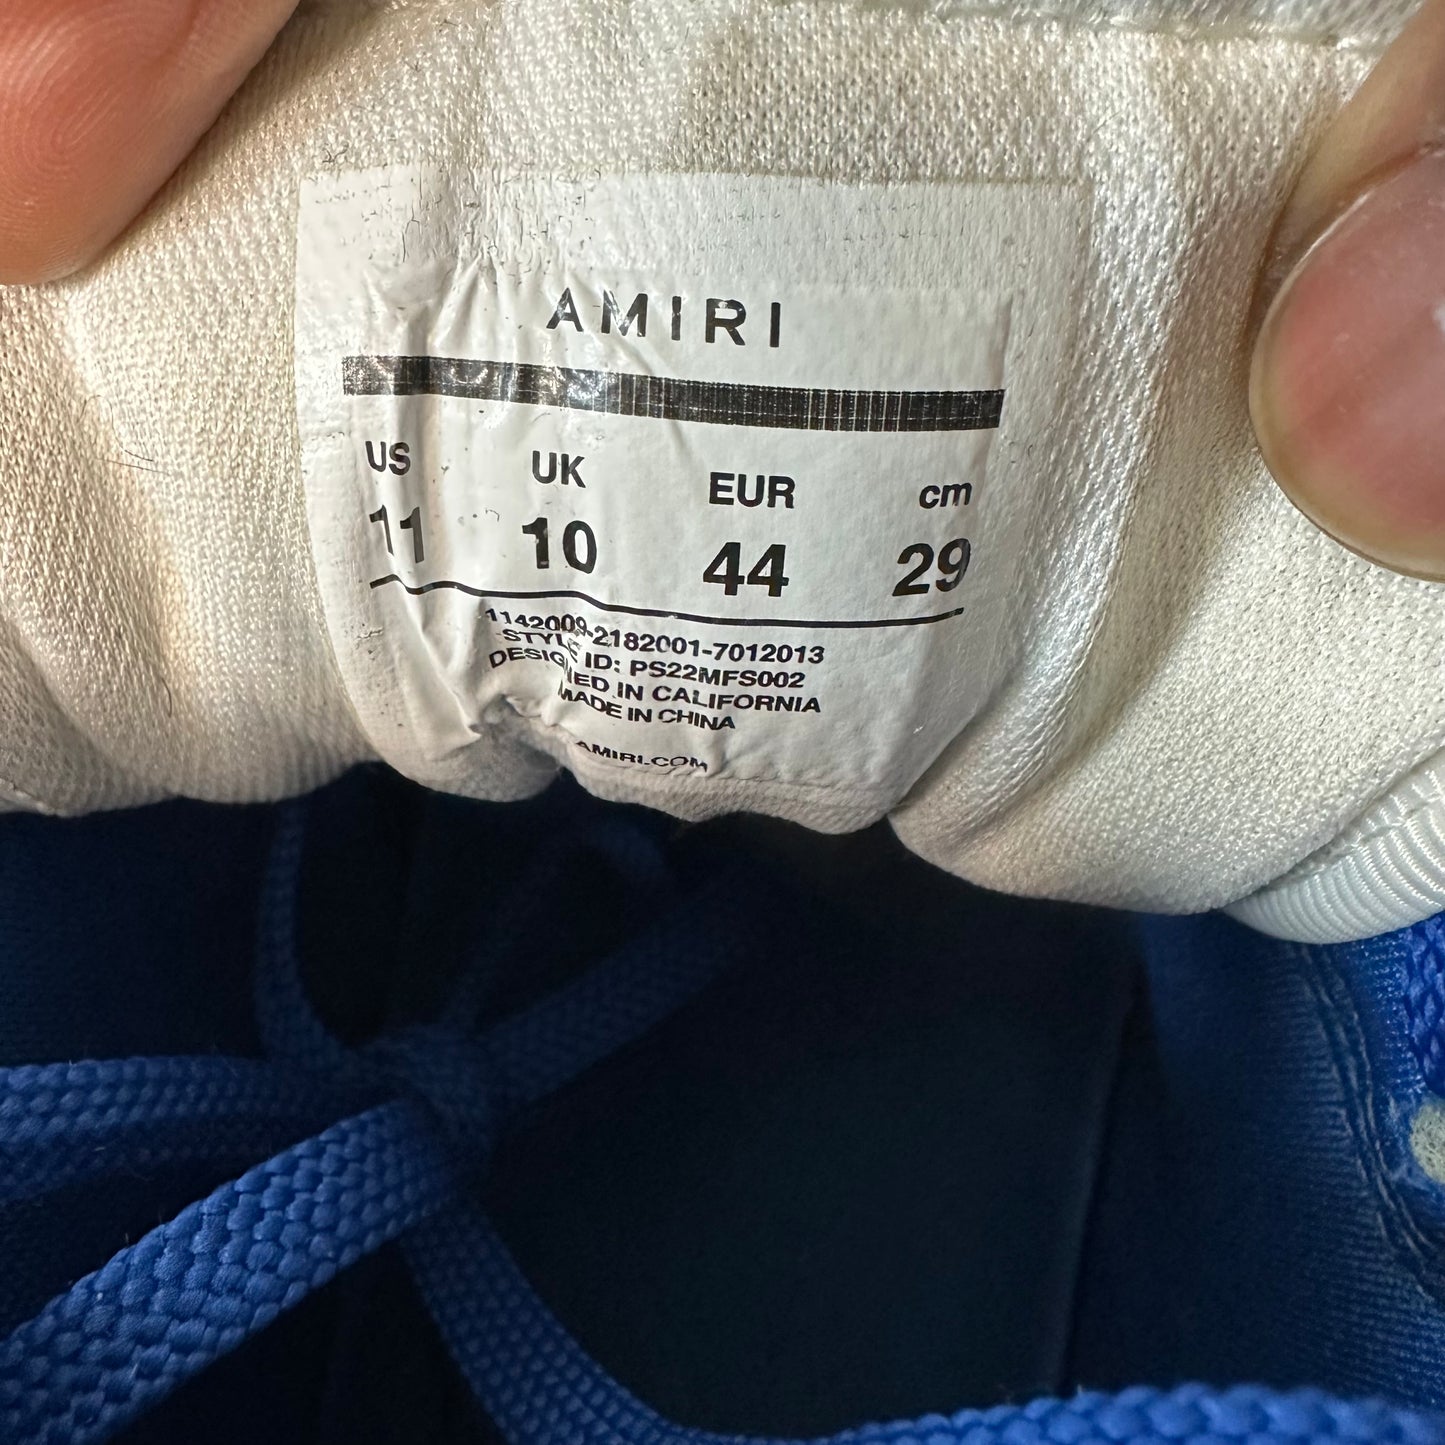 AMIRI
US UK EUR cm
11 10 44 29
1142009-2182001-7012013
STYLE ID: PS22MFS002
DESIGNED IN CALIFORNIA
MADE IN CHINA
AMIRI.COM